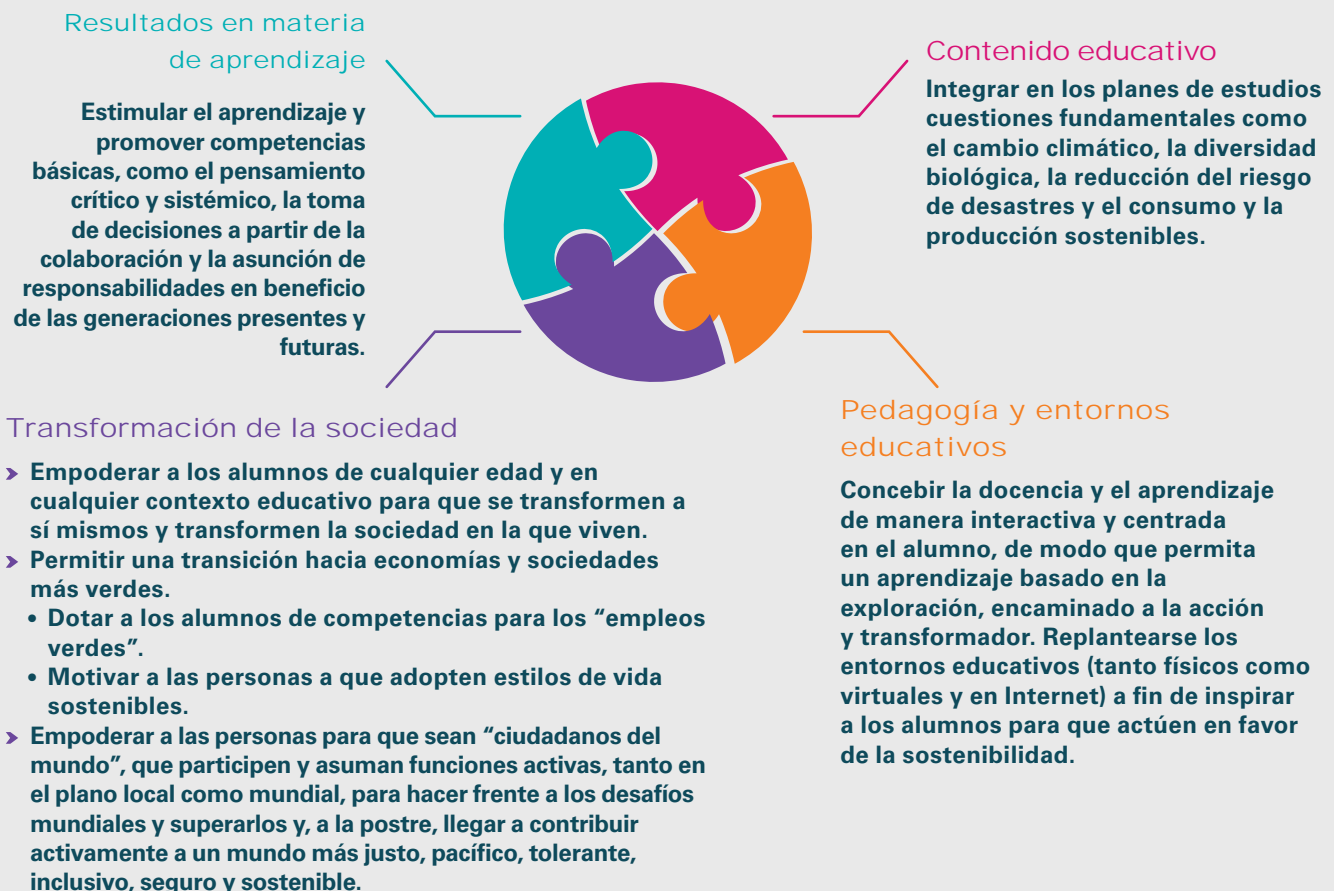 Resultados en materia
de aprendizaje
Estimular el aprendizaje y
promover competencias
básicas, como el pensamiento
crítico y sistémico, la toma
de decisiones a partir de la
colaboración y la asunción de
responsabilidades en beneficio
de las generaciones presentes y
futuras.
Contenido educativo
Integrar en los planes de estudios
cuestiones fundamentales como
el cambio climático, la diversidad
biológica, la reducción del riesgo
de desastres y el consumo y la
producción sostenibles.
Transformación de la sociedad
> Empoderar a los alumnos de cualquier edad y en
cualquier contexto educativo para que se transformen a
sí mismos y transformen la sociedad en la que viven.
> Permitir una transición hacia economías y sociedades
más verdes.
• Dotar a los alumnos de competencias para los “empleos
verdes”.
• Motivar a las personas a que adopten estilos de vida
sostenibles.
> Empoderar a las personas para que sean “ciudadanos del
mundo”, que participen y asuman funciones activas, tanto en
el plano local como mundial, para hacer frente a los desafíos
mundiales y superarlos y, a la postre, llegar a contribuir
activamente a un mundo más justo, pacífico, tolerante,
inclusivo, seguro y sostenible.
Pedagogía y entornos
educativos
Concebir la docencia y el aprendizaje
de manera interactiva y centrada
en el alumno, de modo que permita
un aprendizaje basado en la
exploración, encaminado a la acción
y transformador. Replantearse los
entornos educativos (tanto físicos como
virtuales y en Internet) a fin de inspirar
a los alumnos para que actúen en favor
de la sostenibilidad.